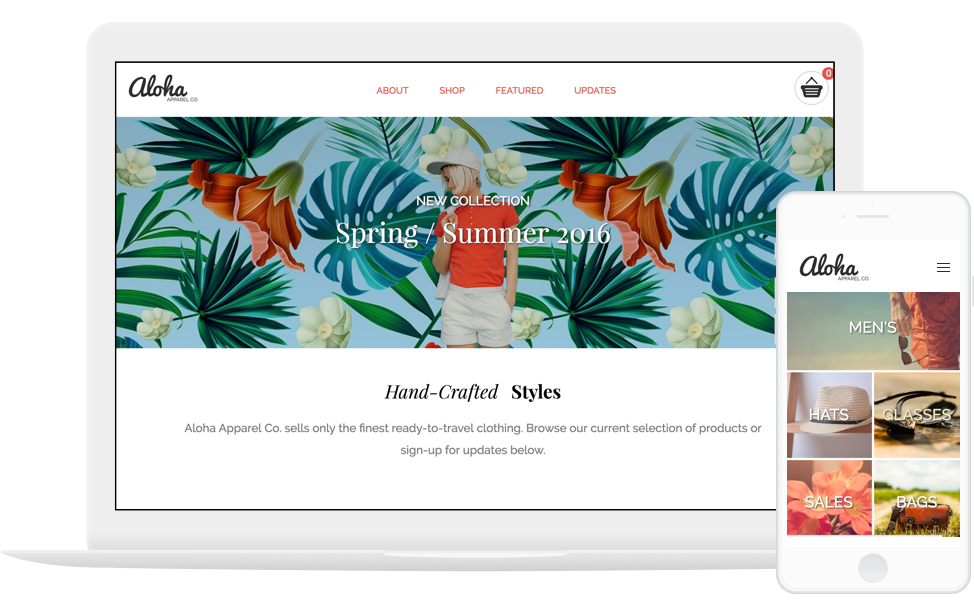 Aloha
APPAREL CO.
ABOUT SHOP FEATURED UPDATES
0
NEW COLLECTION
Spring / Summer 2016
Hand-Crafted Styles
Aloha Apparel Co. sells only the finest ready-to-travel clothing. Browse our current selection of products or
sign-up for updates below.
Aloha
APPAREL CO.
MEN'S
HATS GLASSES
SALES BAGS